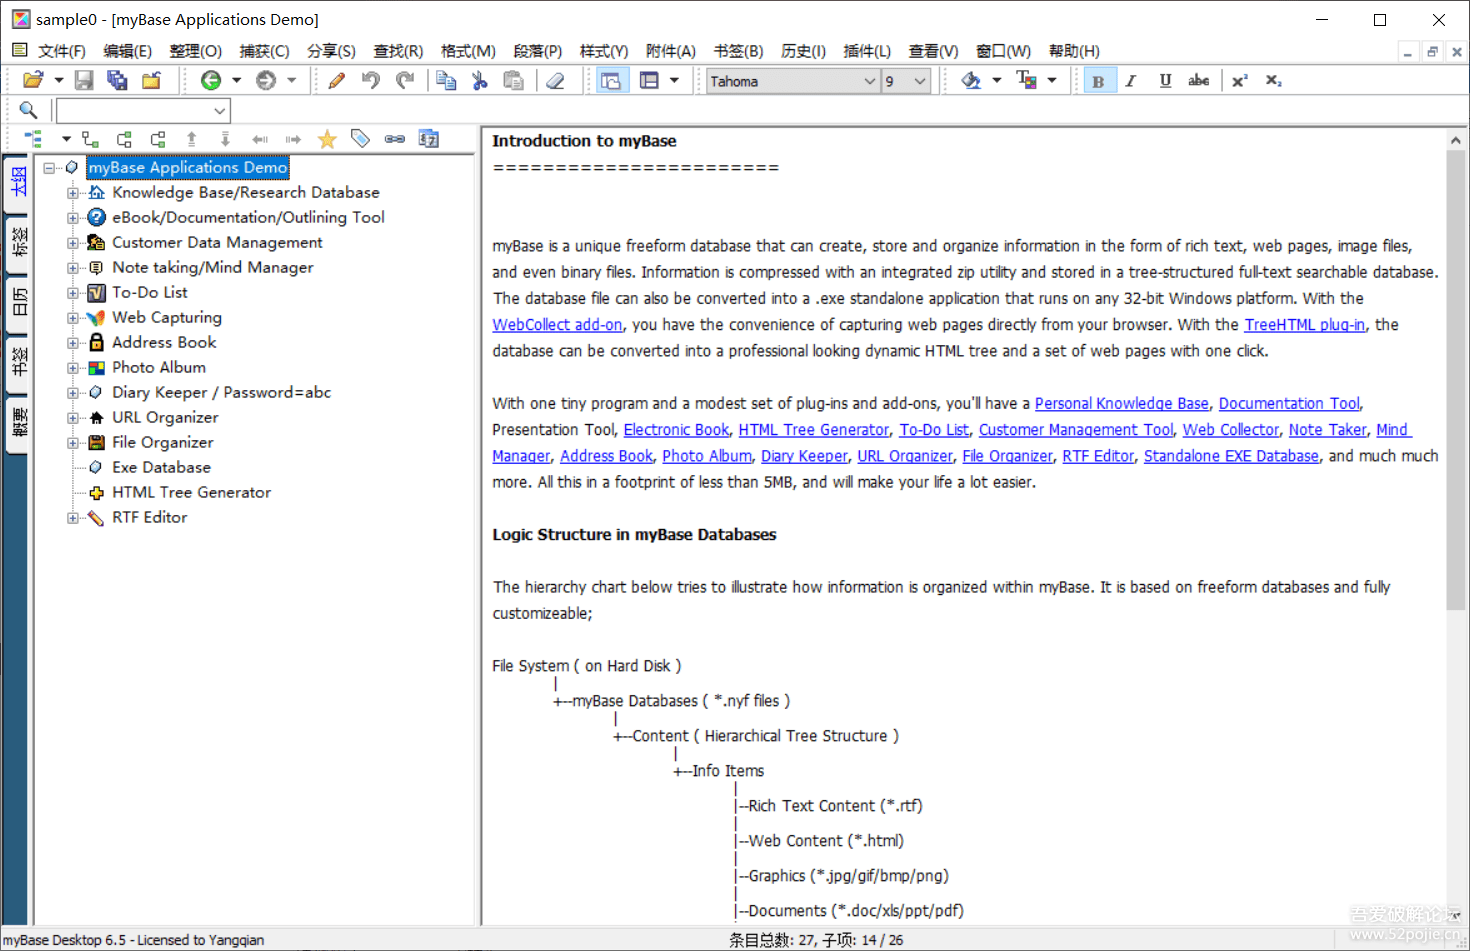 sample0 - [myBase Applications Demo]
文件(F) 编辑(E) 整理(O) 捕获(C) 分享(S) 查找(R) 格式(M) 段落(P) 样式(Y) 附件(A) 书签(B) 历史(I) 插件(L) 查看(V) 窗口(W) 帮助(H)
Tahoma 9 B I U abc x² x₂
大纲
标签
日历
书签
概要
myBase Applications Demo
Knowledge Base/Research Database
eBook/Documentation/Outlining Tool
Customer Data Management
Note taking/Mind Manager
To-Do List
Web Capturing
Address Book
Photo Album
Diary Keeper / Password=abc
URL Organizer
File Organizer
Exe Database
HTML Tree Generator
RTF Editor
Introduction to myBase
=======================
myBase is a unique freeform database that can create, store and organize information in the form of rich text, web pages, image files,
and even binary files. Information is compressed with an integrated zip utility and stored in a tree-structured full-text searchable database.
The database file can also be converted into a .exe standalone application that runs on any 32-bit Windows platform. With the
WebCollect add-on, you have the convenience of capturing web pages directly from your browser. With the TreeHTML plug-in, the
database can be converted into a professional looking dynamic HTML tree and a set of web pages with one click.
With one tiny program and a modest set of plug-ins and add-ons, you'll have a Personal Knowledge Base, Documentation Tool,
Presentation Tool, Electronic Book, HTML Tree Generator, To-Do List, Customer Management Tool, Web Collector, Note Taker, Mind
Manager, Address Book, Photo Album, Diary Keeper, URL Organizer, File Organizer, RTF Editor, Standalone EXE Database, and much much
more. All this in a footprint of less than 5MB, and will make your life a lot easier.
Logic Structure in myBase Databases
The hierarchy chart below tries to illustrate how information is organized within myBase. It is based on freeform databases and fully
customizeable;
File System ( on Hard Disk )
|
+--myBase Databases ( *.nyf files )
|
+--Content ( Hierarchical Tree Structure )
|
+--Info Items
|
|--Rich Text Content (*.rtf)
|
|--Web Content (*.html)
|
|--Graphics (*.jpg/gif/bmp/png)
|
|--Documents (*.doc/xls/ppt/pdf)
吾爱破解论坛
www.52pojie.cn
myBase Desktop 6.5 - Licensed to Yangqian
条目总数: 27, 子项: 14 / 26